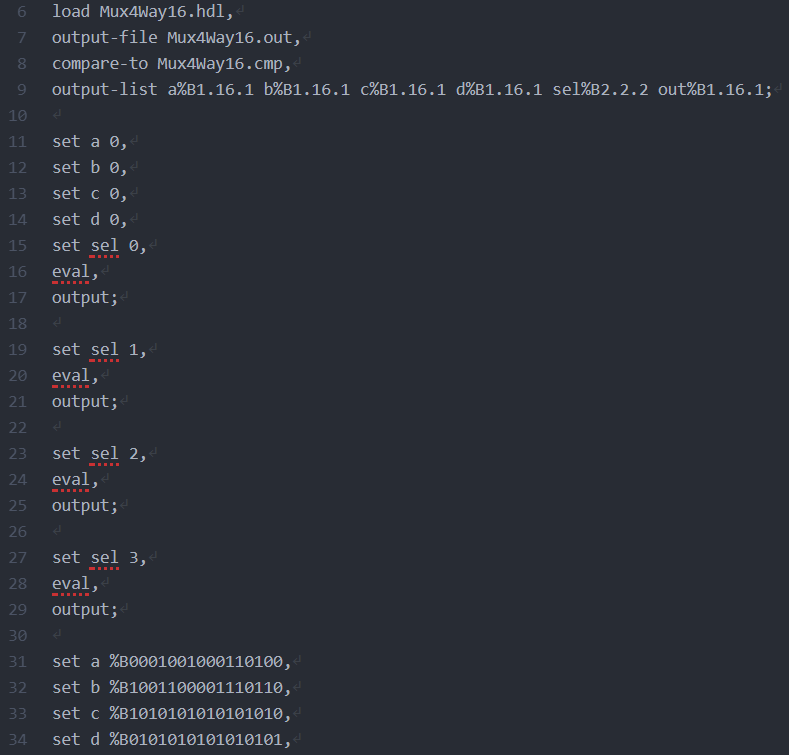 6 load Mux4Way16.hdl,
7 output-file Mux4Way16.out,
8 compare-to Mux4Way16.cmp,
9 output-list a%B1.16.1 b%B1.16.1 c%B1.16.1 d%B1.16.1 sel%B2.2.2 out%B1.16.1;
10
11 set a 0,
12 set b 0,
13 set c 0,
14 set d 0,
15 set sel 0,
16 eval,
17 output;
18
19 set sel 1,
20 eval,
21 output;
22
23 set sel 2,
24 eval,
25 output;
26
27 set sel 3,
28 eval,
29 output;
30
31 set a %B0001001000110100,
32 set b %B1001100001110110,
33 set c %B1010101010101010,
34 set d %B0101010101010101,